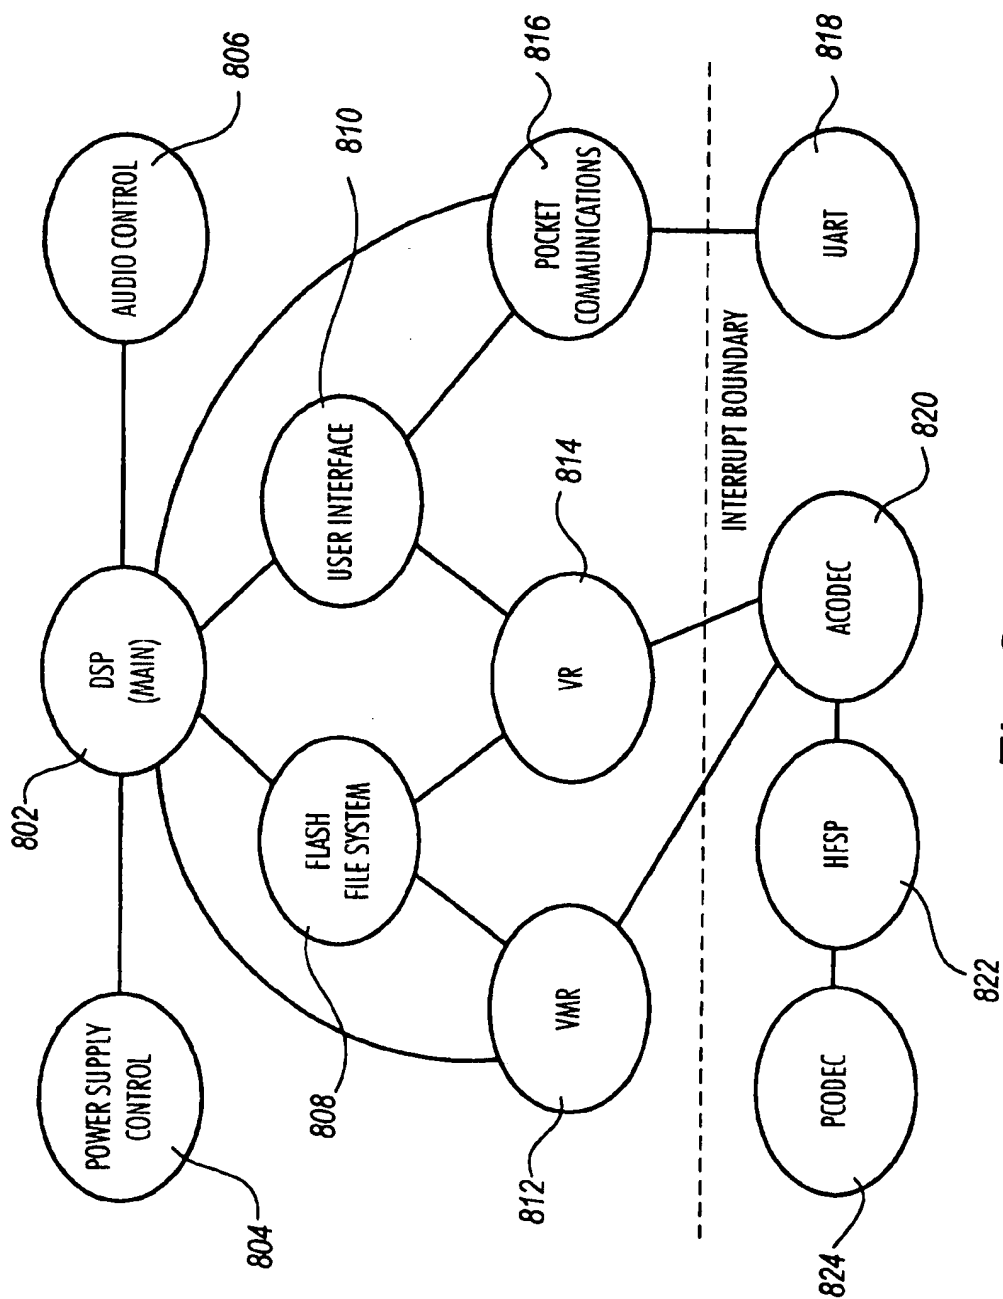 802
804
806
POWER SUPPLY
CONTROL
DSP
(MAIN)
AUDIO CONTROL
808
810
FLASH
FILE SYSTEM
USER INTERFACE
812
814
816
VMR
VR
POCKET
COMMUNICATIONS
INTERRUPT BOUNDARY
818
820
822
824
PCODEC
HFSP
ACODEC
UART